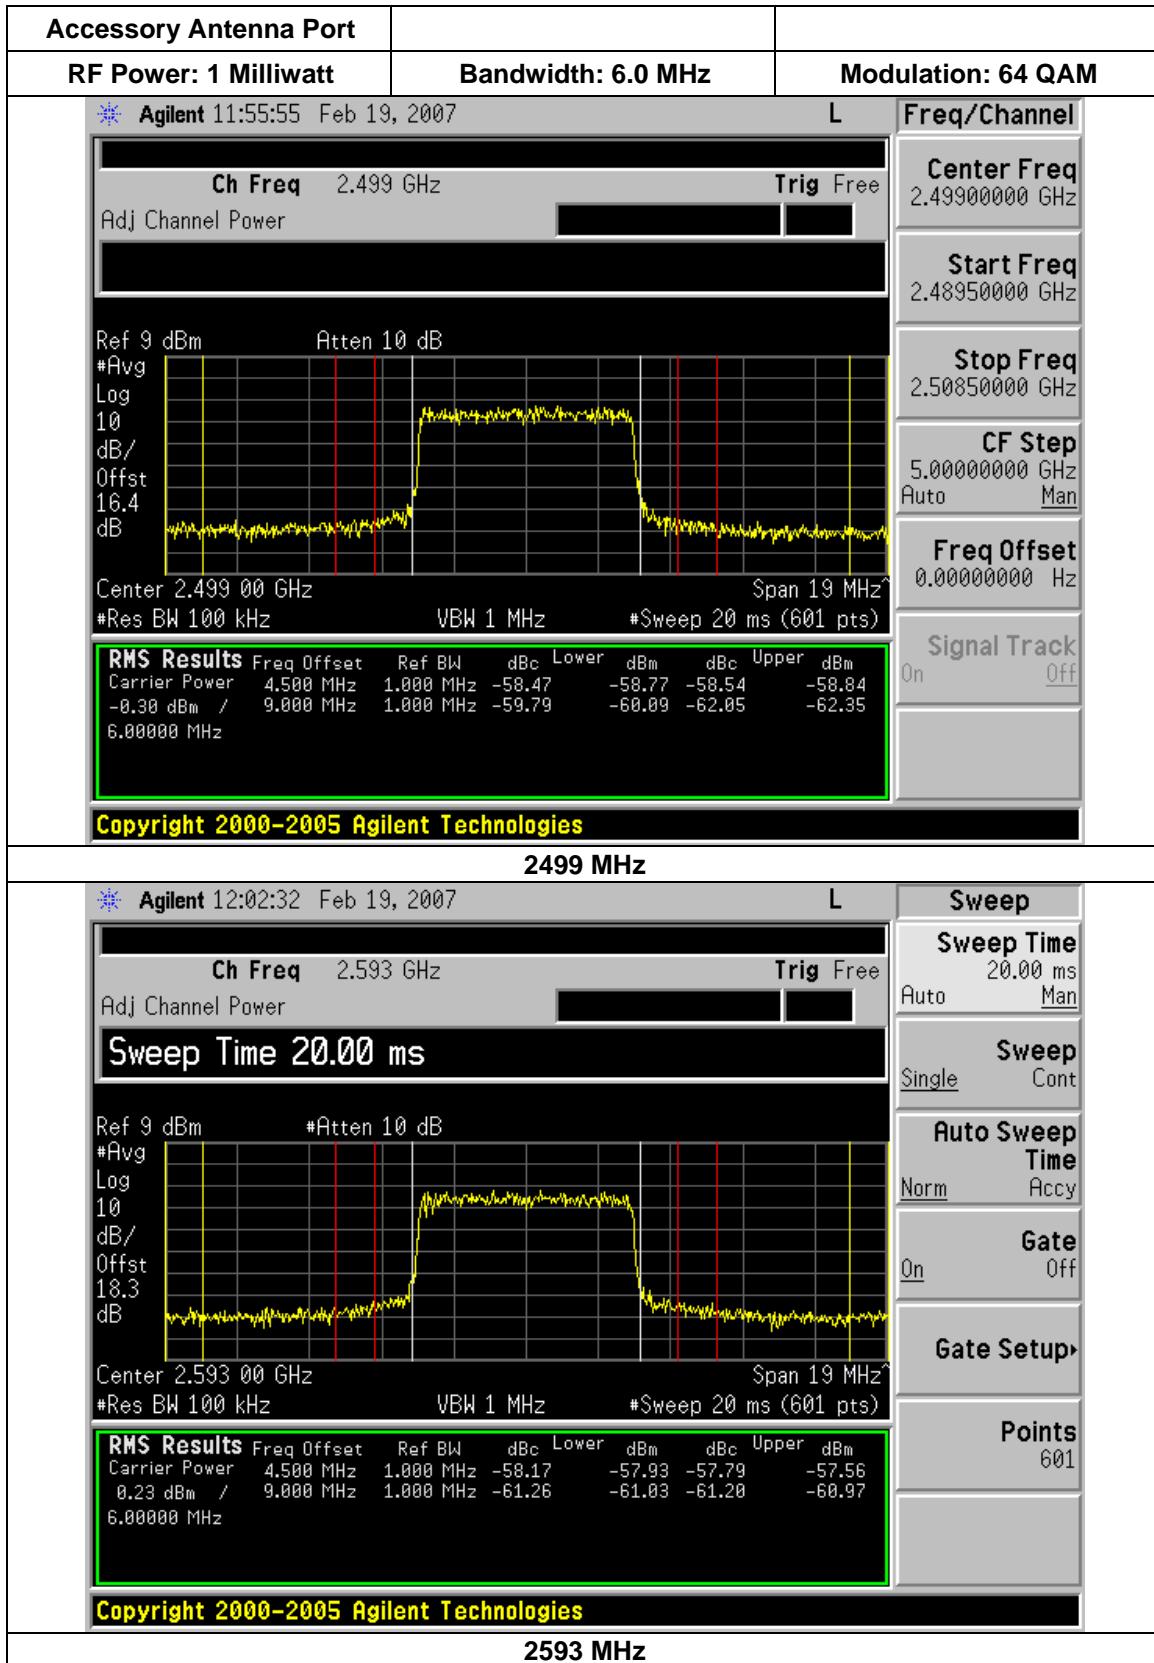 Accessory Antenna Port
RF Power: 1 Milliwatt Bandwidth: 6.0 MHz Modulation: 64 QAM
Agilent 11:55:55 Feb 19, 2007 L Freq/Channel
Ch Freq 2.499 GHz Trig Free
Adj Channel Power
Center Freq
2.49900000 GHz
Start Freq
2.48950000 GHz
Stop Freq
2.50850000 GHz
CF Step
5.00000000 GHz
Auto Man
Freq Offset
0.00000000 Hz
Signal Track
On Off
Ref 9 dBm Atten 10 dB
#Avg
Log
10
dB/
Offst
16.4
dB
Center 2.499 00 GHz Span 19 MHz^
#Res BW 100 kHz VBW 1 MHz #Sweep 20 ms (601 pts)
RMS Results Freq Offset Ref BW dBc Lower dBm dBc Upper dBm
Carrier Power 4.500 MHz 1.000 MHz -58.47 -58.77 -58.54 -58.84
-0.30 dBm / 9.000 MHz 1.000 MHz -59.79 -60.09 -62.05 -62.35
6.00000 MHz
Copyright 2000-2005 Agilent Technologies
2499 MHz
Agilent 12:02:32 Feb 19, 2007 L Sweep
Ch Freq 2.593 GHz Trig Free
Adj Channel Power
Sweep Time 20.00 ms
Sweep Time
20.00 ms
Auto Man
Sweep
Single Cont
Auto Sweep
Time
Norm Accy
Gate
On Off
Gate Setup▸
Points
601
Ref 9 dBm #Atten 10 dB
#Avg
Log
10
dB/
Offst
18.3
dB
Center 2.593 00 GHz Span 19 MHz^
#Res BW 100 kHz VBW 1 MHz #Sweep 20 ms (601 pts)
RMS Results Freq Offset Ref BW dBc Lower dBm dBc Upper dBm
Carrier Power 4.500 MHz 1.000 MHz -58.17 -57.93 -57.79 -57.56
0.23 dBm / 9.000 MHz 1.000 MHz -61.26 -61.03 -61.20 -60.97
6.00000 MHz
Copyright 2000-2005 Agilent Technologies
2593 MHz